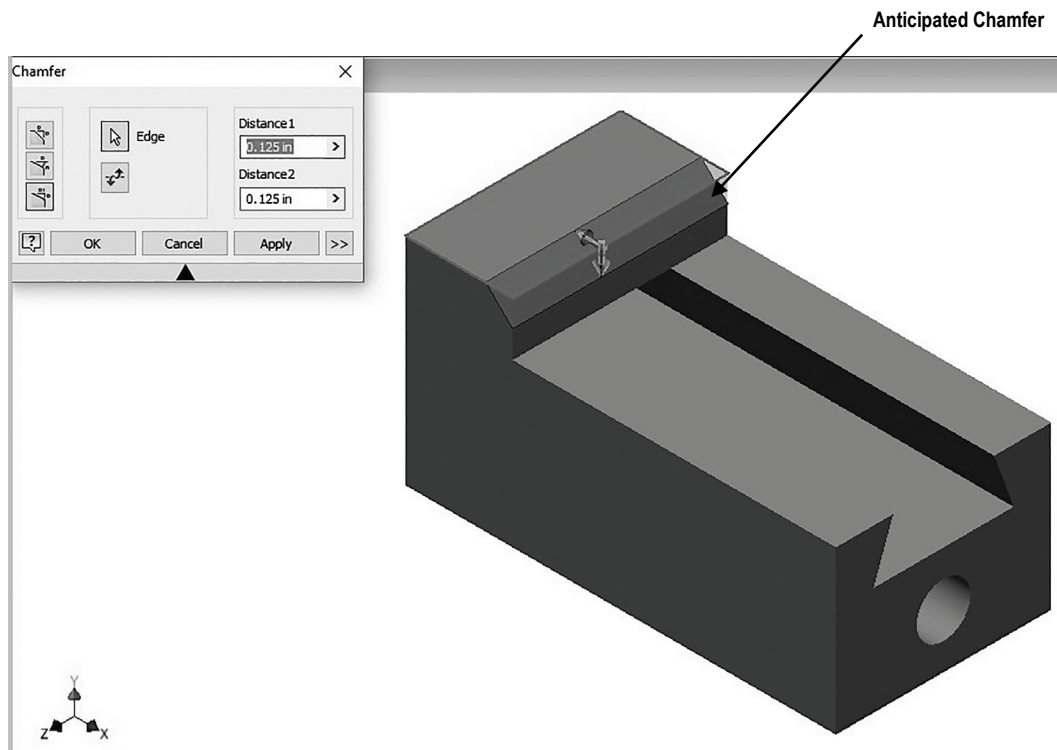 Anticipated Chamfer
Chamfer
Edge
Distance1
0.125 in
Distance2
0.125 in
OK
Cancel
Apply
>>
Y
Z
X